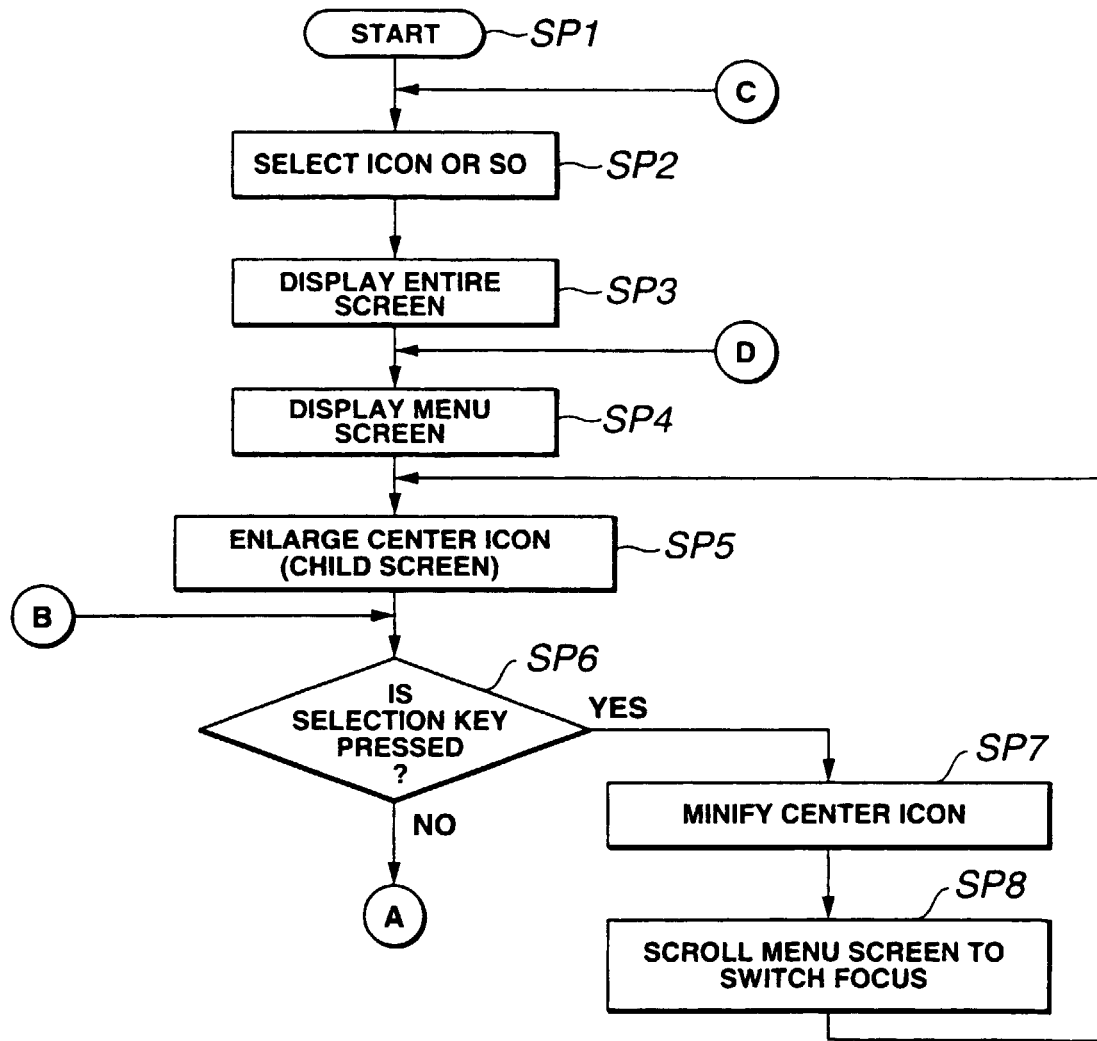 START
SP1
C
SELECT ICON OR SO
SP2
DISPLAY ENTIRE
SCREEN
SP3
D
DISPLAY MENU
SCREEN
SP4
ENLARGE CENTER ICON
(CHILD SCREEN)
SP5
B
SP6
IS
SELECTION KEY
PRESSED
?
YES
NO
A
SP7
MINIFY CENTER ICON
SP8
SCROLL MENU SCREEN TO
SWITCH FOCUS